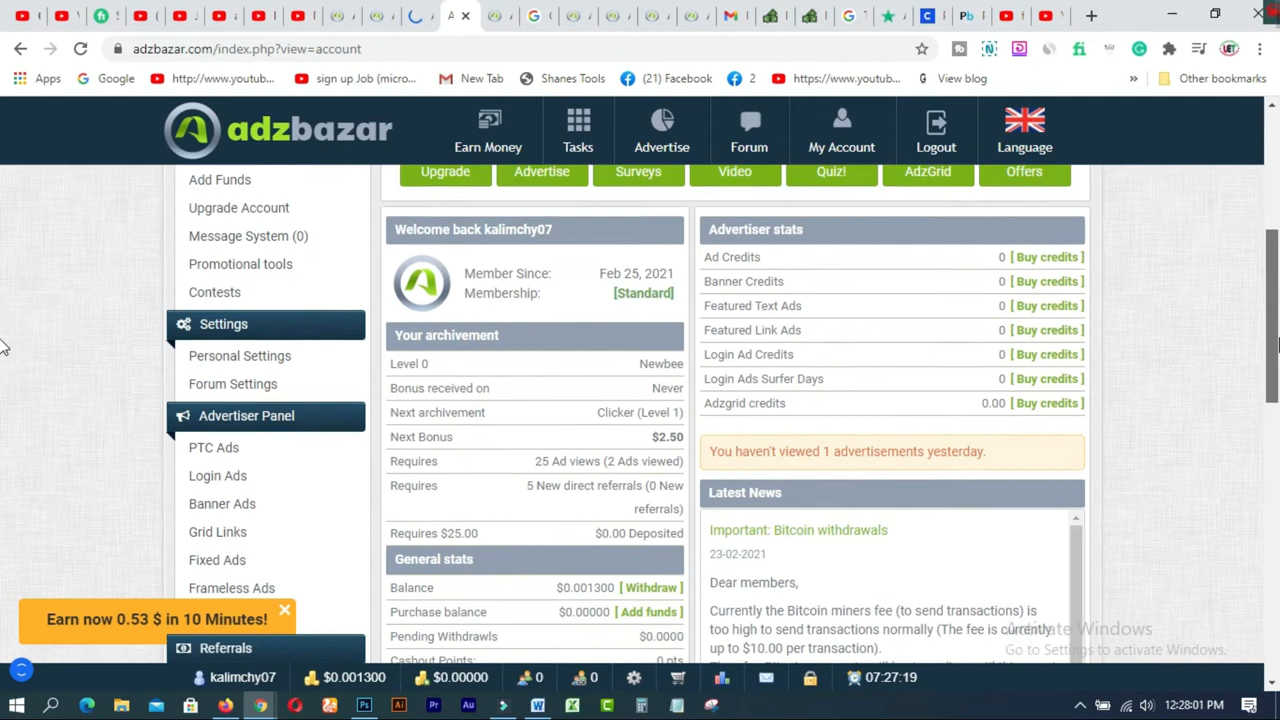 adzbazar.com/index.php?view=account
Apps
Google
http://www.youtub...
sign up Job (micro...
New Tab
Shanes Tools
(21) Facebook
2
https://www.youtub...
View blog
»
Other bookmarks
adzbazar
Earn Money
Tasks
Advertise
Forum
My Account
Logout
Language
Add Funds
Upgrade Account
Message System (0)
Promotional tools
Contests
Settings
Personal Settings
Forum Settings
Advertiser Panel
PTC Ads
Login Ads
Banner Ads
Grid Links
Fixed Ads
Frameless Ads
Referrals
Upgrade Advertise Surveys Video Quiz! AdzGrid Offers
Welcome back kalimchy07
Member Since: Feb 25, 2021
Membership: [Standard]
Your archivement
Level 0 Newbee
Bonus received on Never
Next archivement Clicker (Level 1)
Next Bonus $2.50
Requires 25 Ad views (2 Ads viewed)
Requires 5 New direct referrals (0 New
referrals)
Requires $25.00 $0.00 Deposited
General stats
Balance $0.001300 [ Withdraw ]
Purchase balance $0.00000 [ Add funds ]
Pending Withdrawls $0.0000
Cashout Points: 0 pts
Advertiser stats
Ad Credits 0 [ Buy credits ]
Banner Credits 0 [ Buy credits ]
Featured Text Ads 0 [ Buy credits ]
Featured Link Ads 0 [ Buy credits ]
Login Ad Credits 0 [ Buy credits ]
Login Ads Surfer Days 0 [ Buy credits ]
Adzgrid credits 0.00 [ Buy credits ]
You haven't viewed 1 advertisements yesterday.
Latest News
Important: Bitcoin withdrawals
23-02-2021
Dear members,
Currently the Bitcoin miners fee (to send transactions) is
too high to send transactions normally (The fee is currently
up to $10.00 per transaction).
Activate Windows
Go to Settings to activate Windows.
Earn now 0.53 $ in 10 Minutes!
kalimchy07 $0.001300 $0.00000 0 0 07:27:19
12:28:01 PM